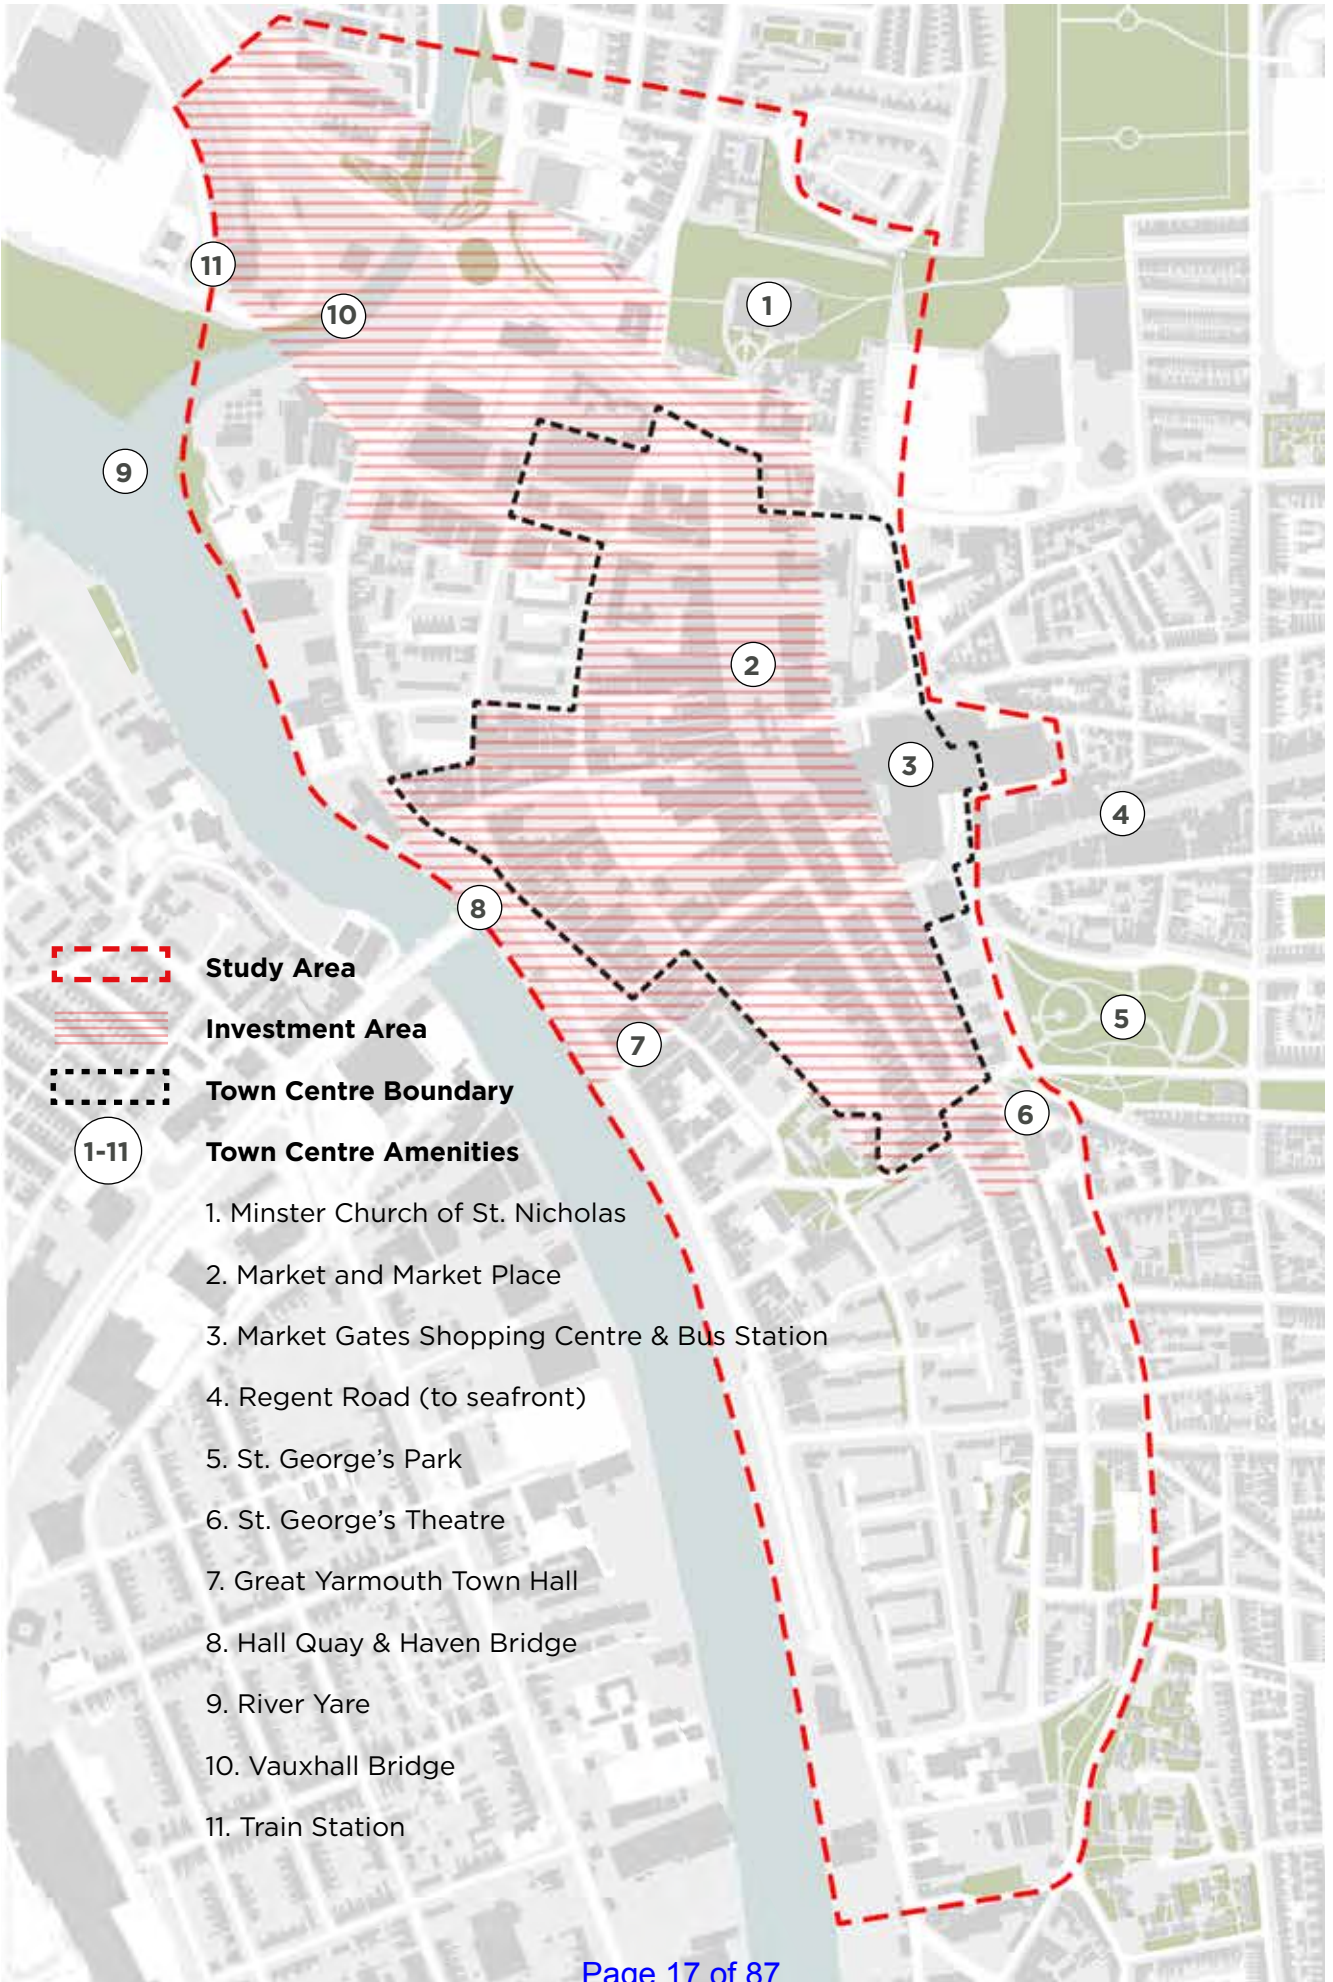 11
10
1
9
2
3
4
8
5
7
6
Study Area
Investment Area
Town Centre Boundary
1-11 Town Centre Amenities
1. Minster Church of St. Nicholas
2. Market and Market Place
3. Market Gates Shopping Centre & Bus Station
4. Regent Road (to seafront)
5. St. George's Park
6. St. George's Theatre
7. Great Yarmouth Town Hall
8. Hall Quay & Haven Bridge
9. River Yare
10. Vauxhall Bridge
11. Train Station
Page 17 of 87